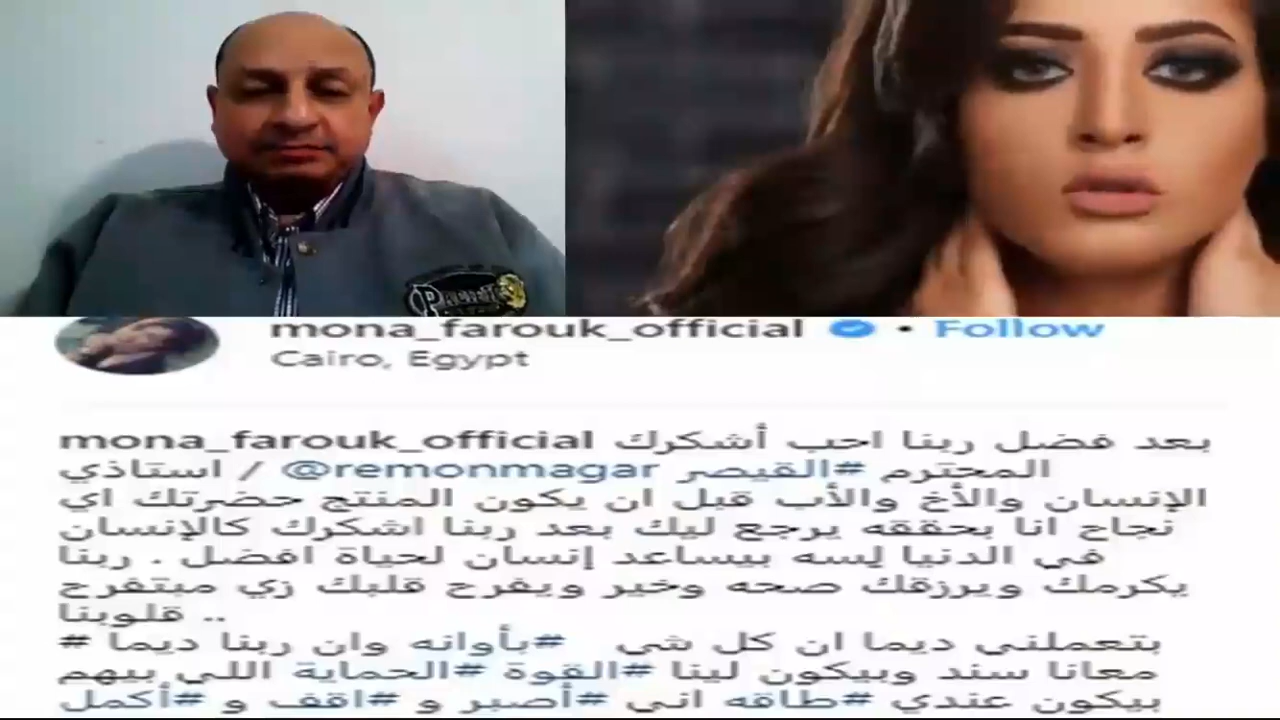 PACIFIC
mona_farouk_official • Follow
Cairo, Egypt
mona_farouk_official بعد فضل ربنا احب أشكرك
استاذي / @remonmagar المحترم #القيصر
الإنسان والأخ والأب قبل ان يكون المنتج حضرتك اي
نجاح انا بحققه يرجع ليك بعد ربنا اشكرك كالإنسان
في الدنيا لسه بيساعد إنسان لحياة افضل . ربنا
يكرمك ويرزقك صحه وخير ويفرح قلبك زي مبتفرح
قلوبنا ..
بتعملني ديما ان كل شي #بأوانه وان ربنا ديما #
معانا سند وبيكون لينا #القوة #الحماية اللي بيهم
بيكون عندي #طاقه اني #أصبر و #اقف و #أكمل